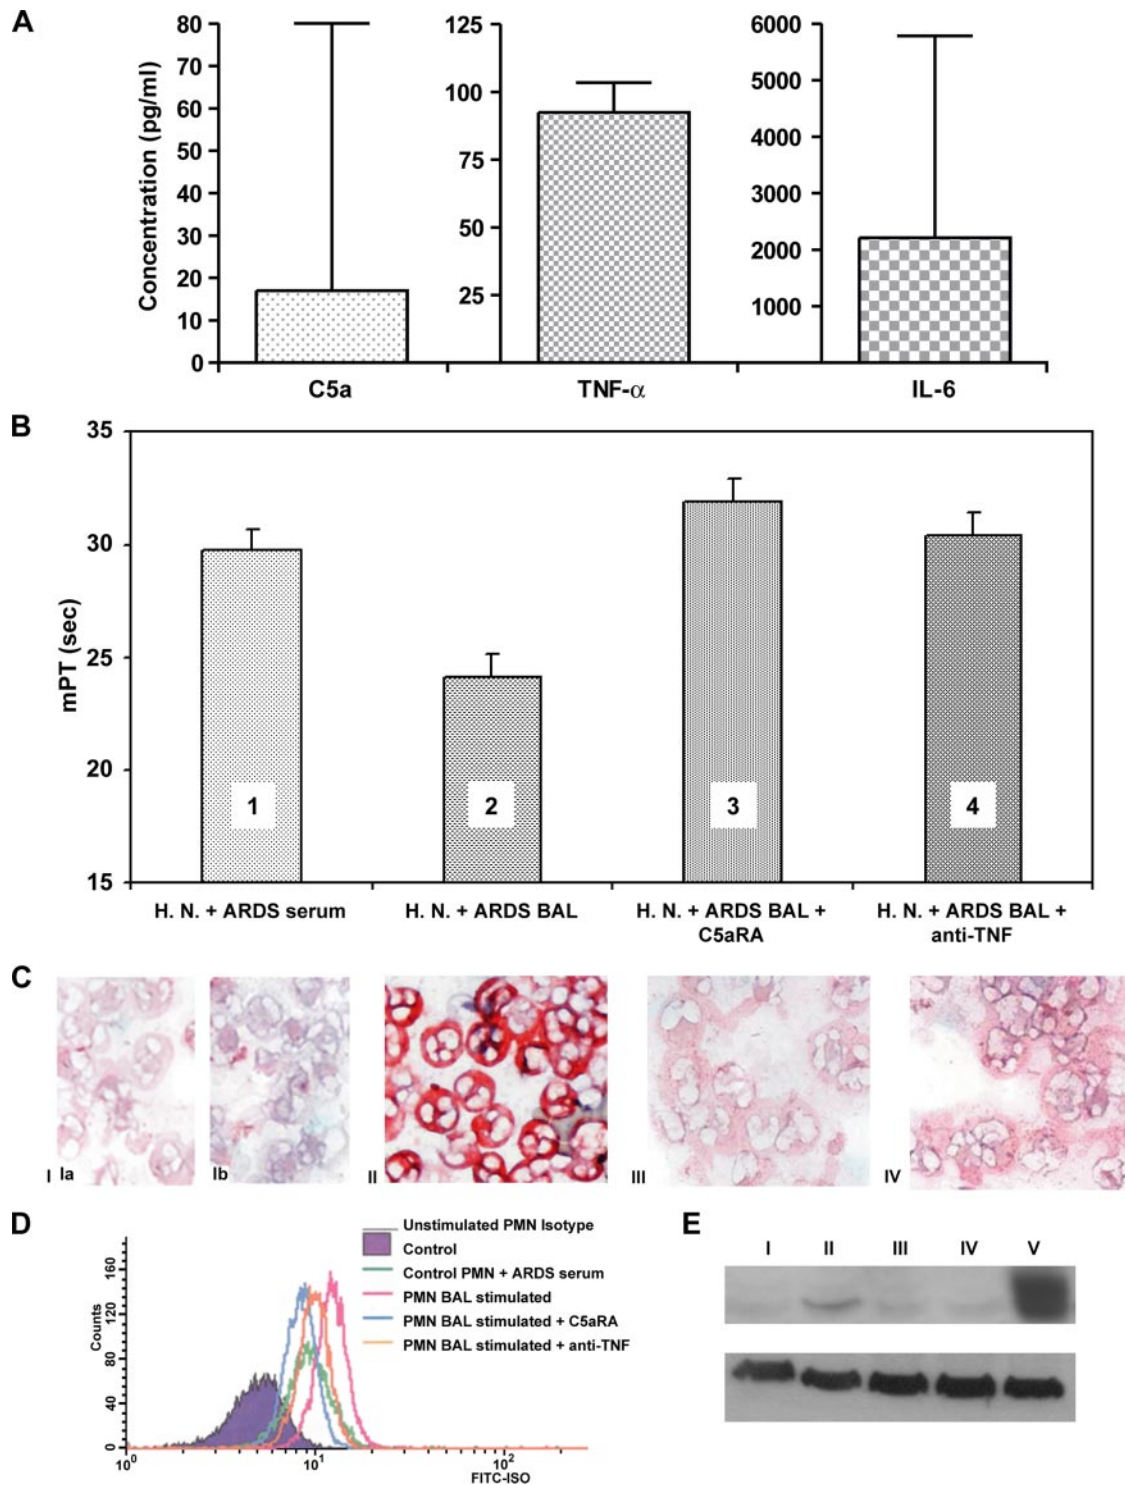 A
Concentration (pg/ml)
80
70
60
50
40
30
20
10
0
125
100
75
50
25
6000
5000
4000
3000
2000
1000
C5a
TNF-α
IL-6
B
mPT (sec)
35
30
25
20
15
1
2
3
4
H. N. + ARDS serum
H. N. + ARDS BAL
H. N. + ARDS BAL +
C5aRA
H. N. + ARDS BAL +
anti-TNF
C
I
Ia
Ib
II
III
IV
D
Counts
160
120
80
40
0
10⁰
10¹
10²
FITC-ISO
Unstimulated PMN Isotype
Control
Control PMN + ARDS serum
PMN BAL stimulated
PMN BAL stimulated + C5aRA
PMN BAL stimulated + anti-TNF
E
I II III IV V